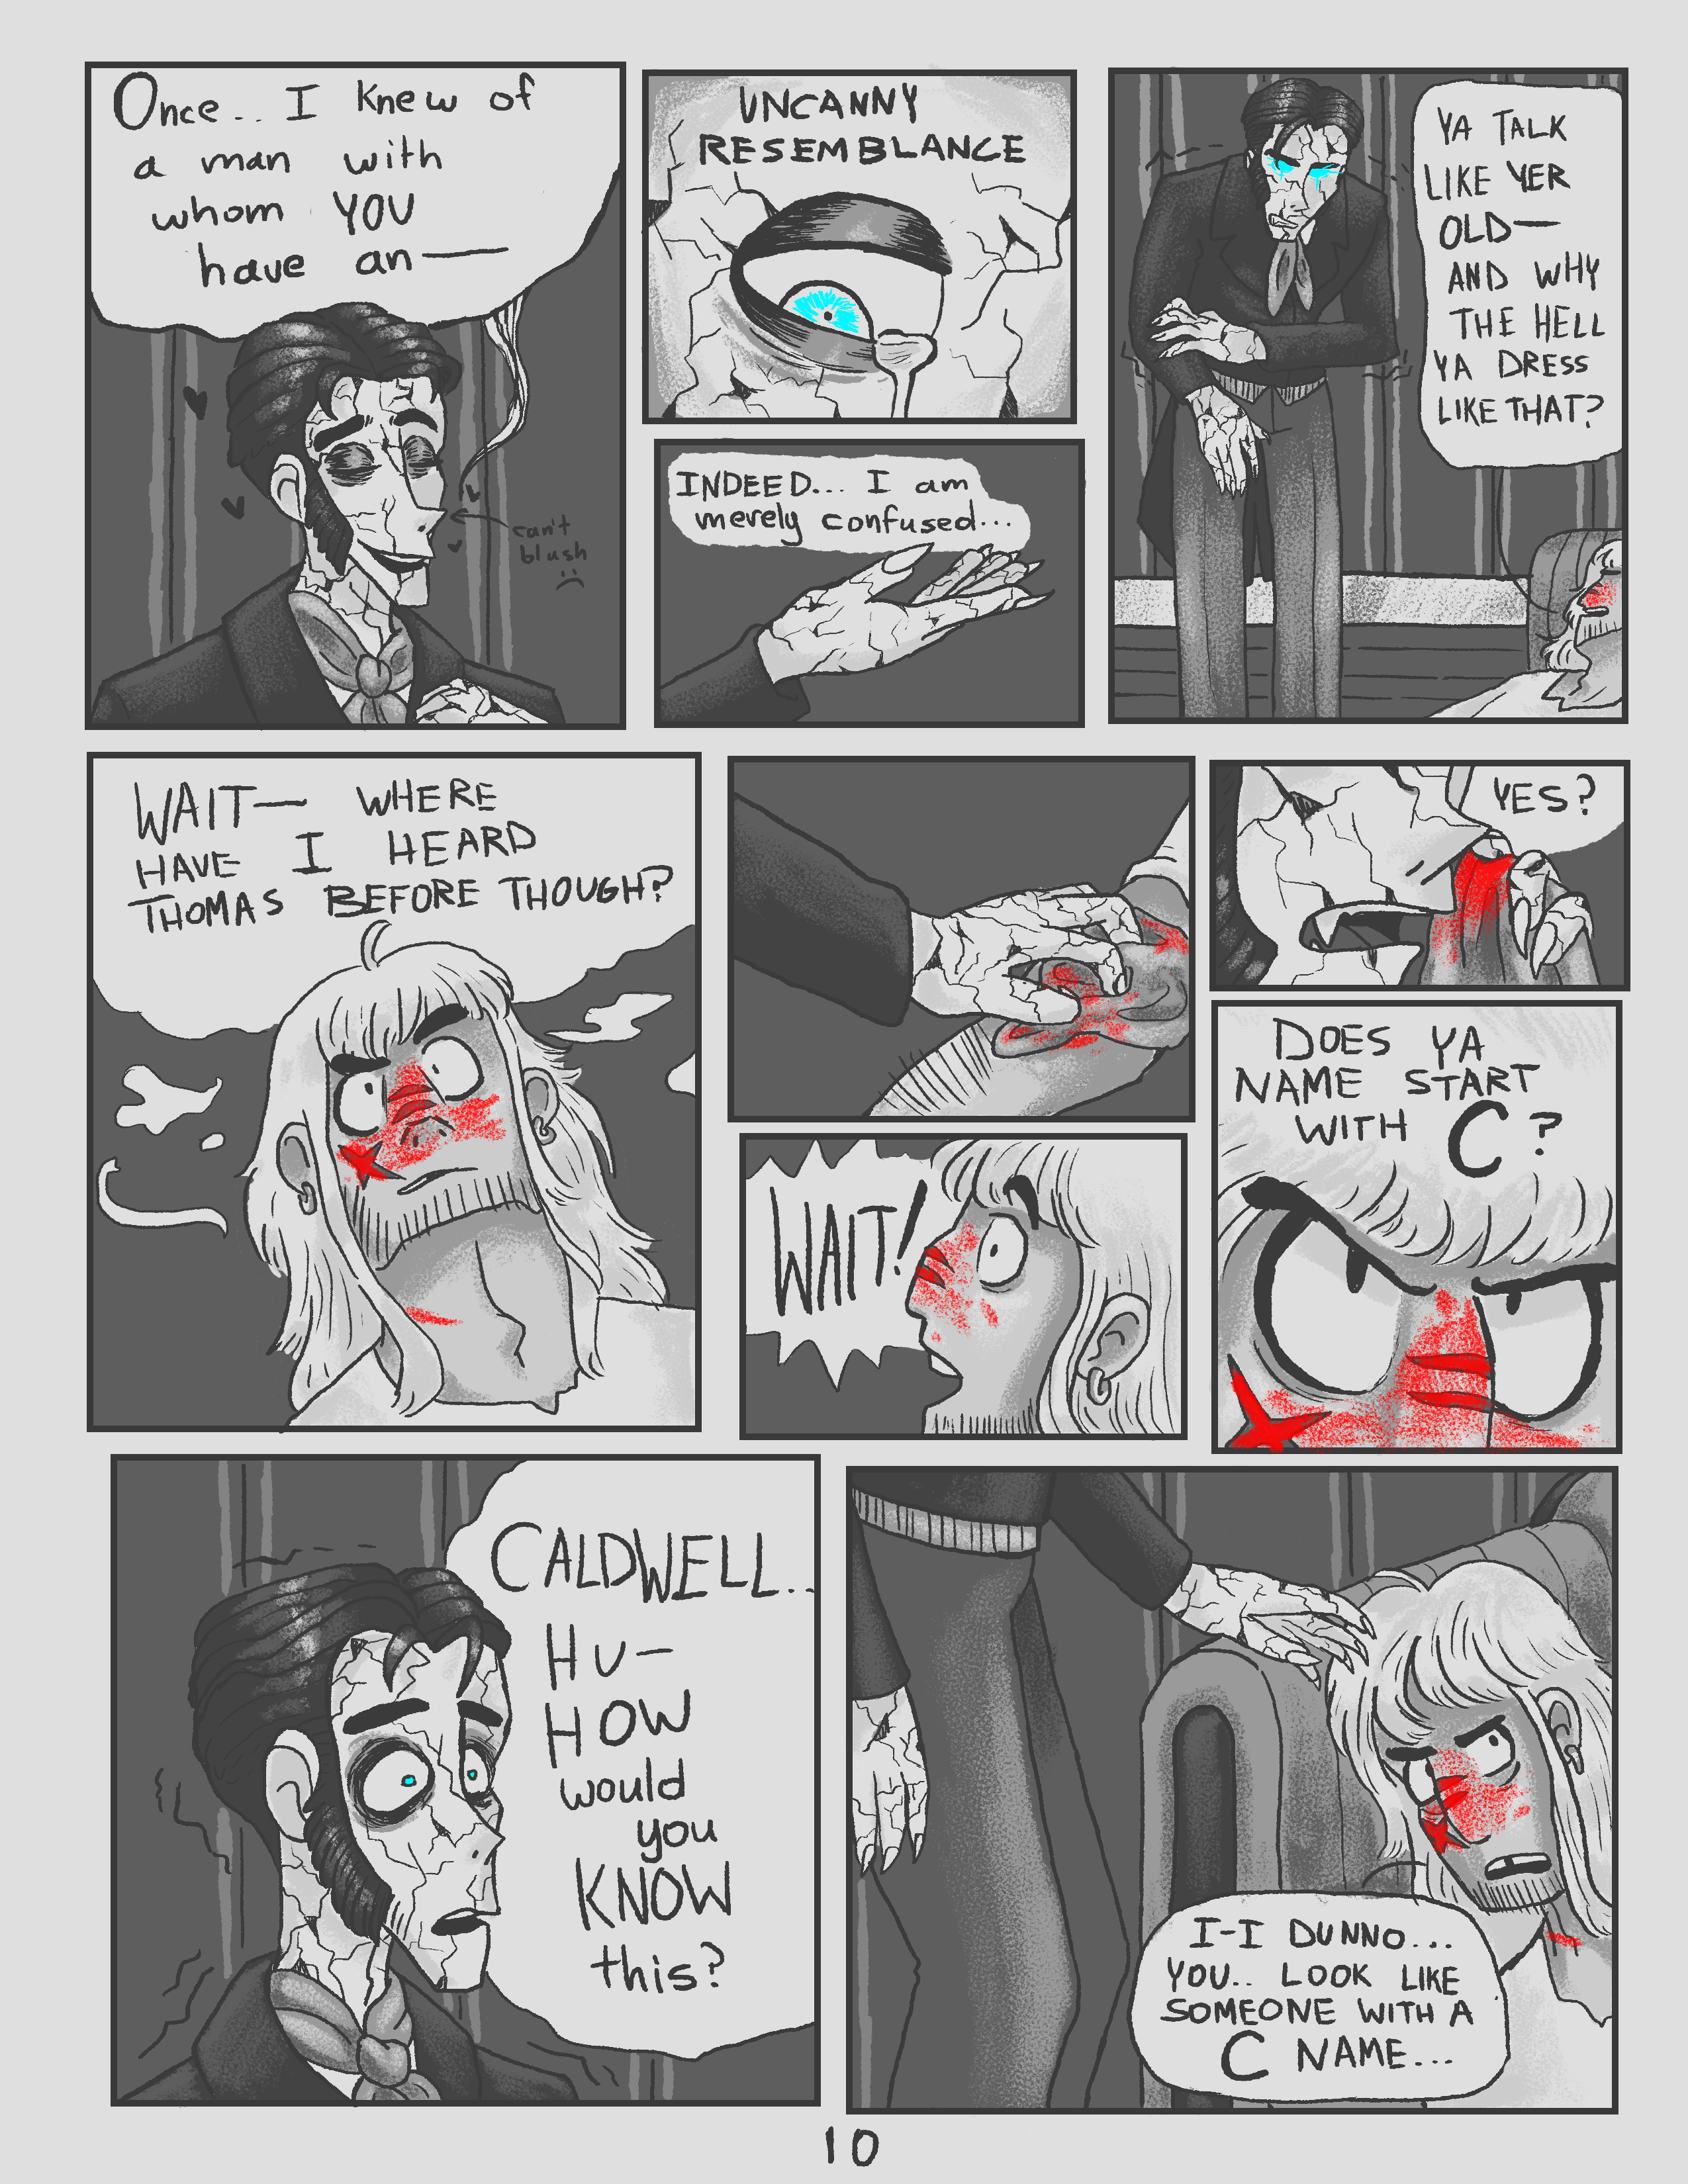 Once.. I knew of
a man with
whom YOU
have an—
can't
blush
:(
UNCANNY
RESEMBLANCE
INDEED... I am
merely confused...
YA TALK
LIKE YER
OLD—
AND WHY
THE HELL
YA DRESS
LIKE THAT?
WAIT— WHERE
HAVE I HEARD
THOMAS BEFORE THOUGH?
WAIT!
YES?
DOES YA
NAME START
WITH C?
CALDWELL..
HU—
HOW
would
you
KNOW
this?
I-I DUNNO...
YOU.. LOOK LIKE
SOMEONE WITH A
C NAME...
10